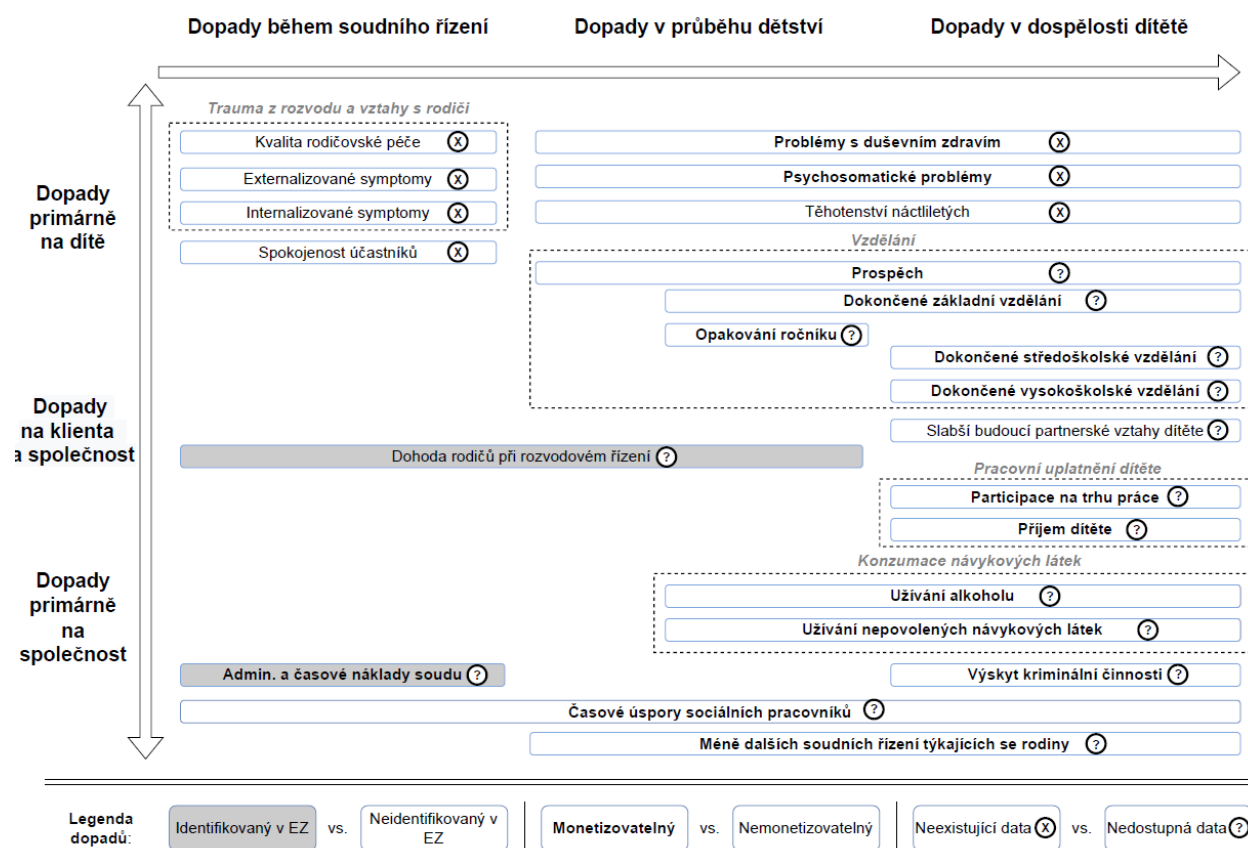 Dopady během soudního řízení
Dopady v průběhu dětství
Dopady v dospělosti dítětě
Trauma z rozvodu a vztahy s rodiči
Kvalita rodičovské péče X
Problémy s duševním zdravím X
Dopady
primárně
na dítě
Externalizované symptomy X
Psychosomatické problémy X
Internalizované symptomy X
Těhotenství náctiletých X
Spokojenost účastníků X
Vzdělání
Prospěch ?
Dokončené základní vzdělání ?
Opakování ročníku ?
Dokončené středoškolské vzdělání ?
Dokončené vysokoškolské vzdělání ?
Dopady
na klienta
a společnost
Slabší budoucí partnerské vztahy dítěte ?
Dohoda rodičů při rozvodovém řízení ?
Pracovní uplatnění dítěte
Participace na trhu práce ?
Příjem dítěte ?
Konzumace návykových látek
Dopady
primárně
na
společnost
Užívání alkoholu ?
Užívání nepovolených návykových látek ?
Admin. a časové náklady soudu ?
Výskyt kriminální činnosti ?
Časové úspory sociálních pracovníků ?
Méně dalších soudních řízení týkajících se rodiny ?
Legenda
dopadů:
Identifikovaný v EZ
vs.
Neidentifikovaný v
EZ
Monetizovatelný
vs.
Nemonetizovatelný
Neexistující data X
vs.
Nedostupná data ?